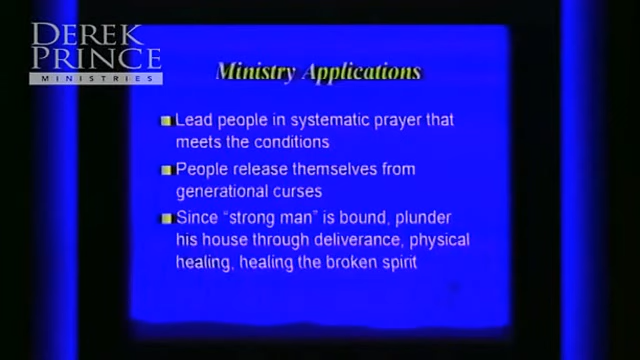 DEREK
PRINCE
MINISTRIES
Ministry Applications
Lead people in systematic prayer that
meets the conditions
People release themselves from
generational curses
Since “strong man” is bound, plunder
his house through deliverance, physical
healing, healing the broken spirit